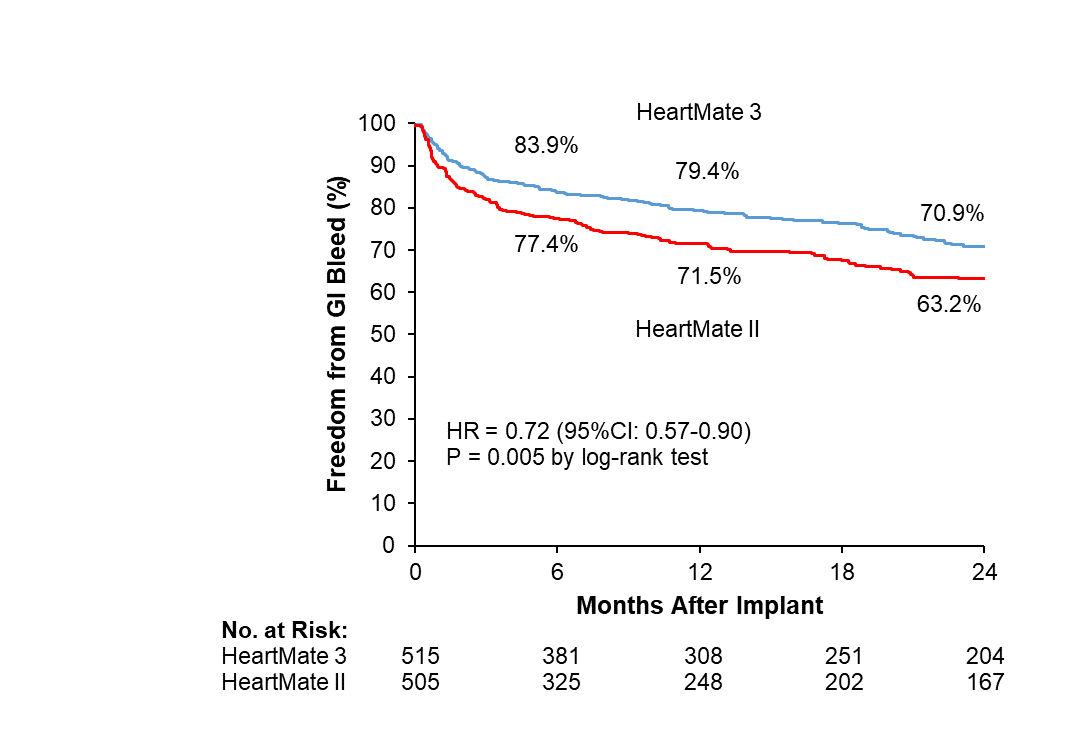 HeartMate 3
100
90
80
70
60
50
40
30
20
10
0
Freedom from GI Bleed (%)
83.9%
79.4%
70.9%
77.4%
71.5%
63.2%
HeartMate II
HR = 0.72 (95%CI: 0.57-0.90)
P = 0.005 by log-rank test
0 6 12 18 24
Months After Implant
No. at Risk:
HeartMate 3 515 381 308 251 204
HeartMate II 505 325 248 202 167